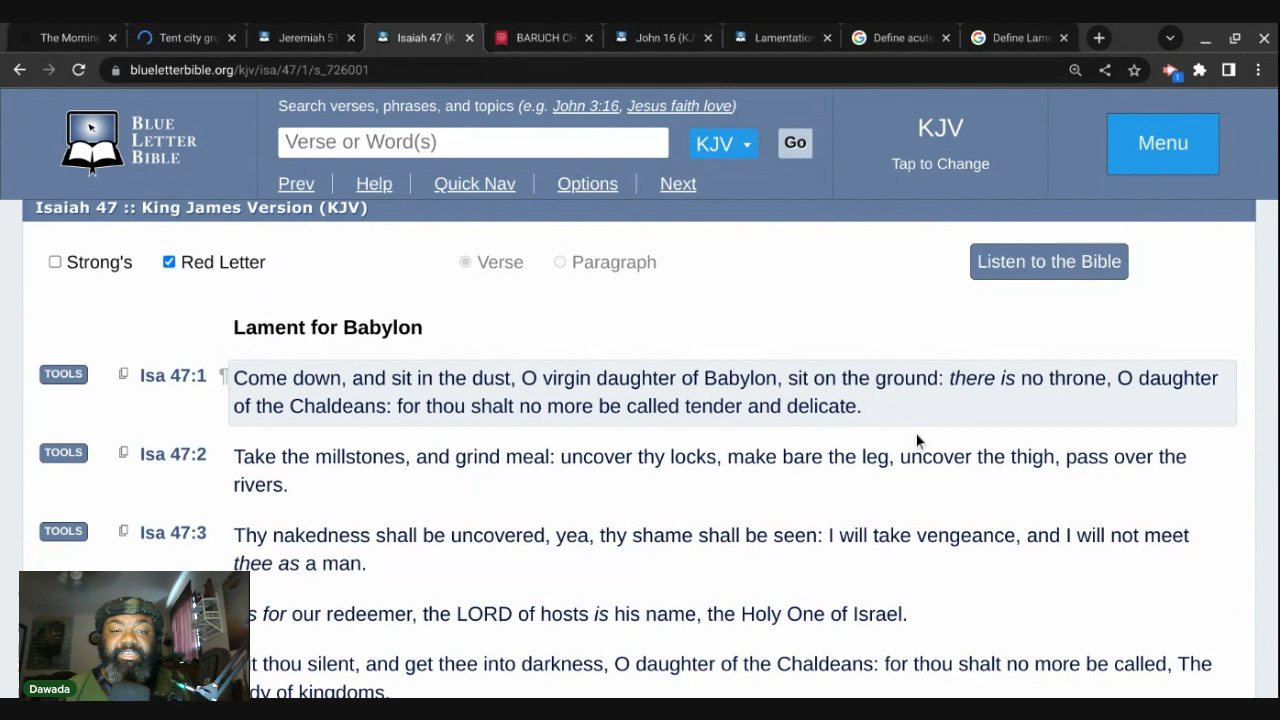 The Morning
Tent city gro
Jeremiah 51
Isaiah 47 (K
BARUCH CH
John 16 (KJ
Lamentation
Define acute
Define Lam
blueletterbible.org/kjv/isa/47/1/s_726001
BLUE
LETTER
BIBLE
Search verses, phrases, and topics (e.g. John 3:16, Jesus faith love)
Verse or Word(s)
KJV
Go
Prev
Help
Quick Nav
Options
Next
KJV
Tap to Change
Menu
Isaiah 47 :: King James Version (KJV)
Strong's
Red Letter
Verse
Paragraph
Listen to the Bible
Lament for Babylon
TOOLS Isa 47:1 ¶ Come down, and sit in the dust, O virgin daughter of Babylon, sit on the ground: there is no throne, O daughter
of the Chaldeans: for thou shalt no more be called tender and delicate.
TOOLS Isa 47:2 Take the millstones, and grind meal: uncover thy locks, make bare the leg, uncover the thigh, pass over the
rivers.
TOOLS Isa 47:3 Thy nakedness shall be uncovered, yea, thy shame shall be seen: I will take vengeance, and I will not meet
thee as a man.
for our redeemer, the LORD of hosts is his name, the Holy One of Israel.
thou silent, and get thee into darkness, O daughter of the Chaldeans: for thou shalt no more be called, The
of kingdoms.
Dawada